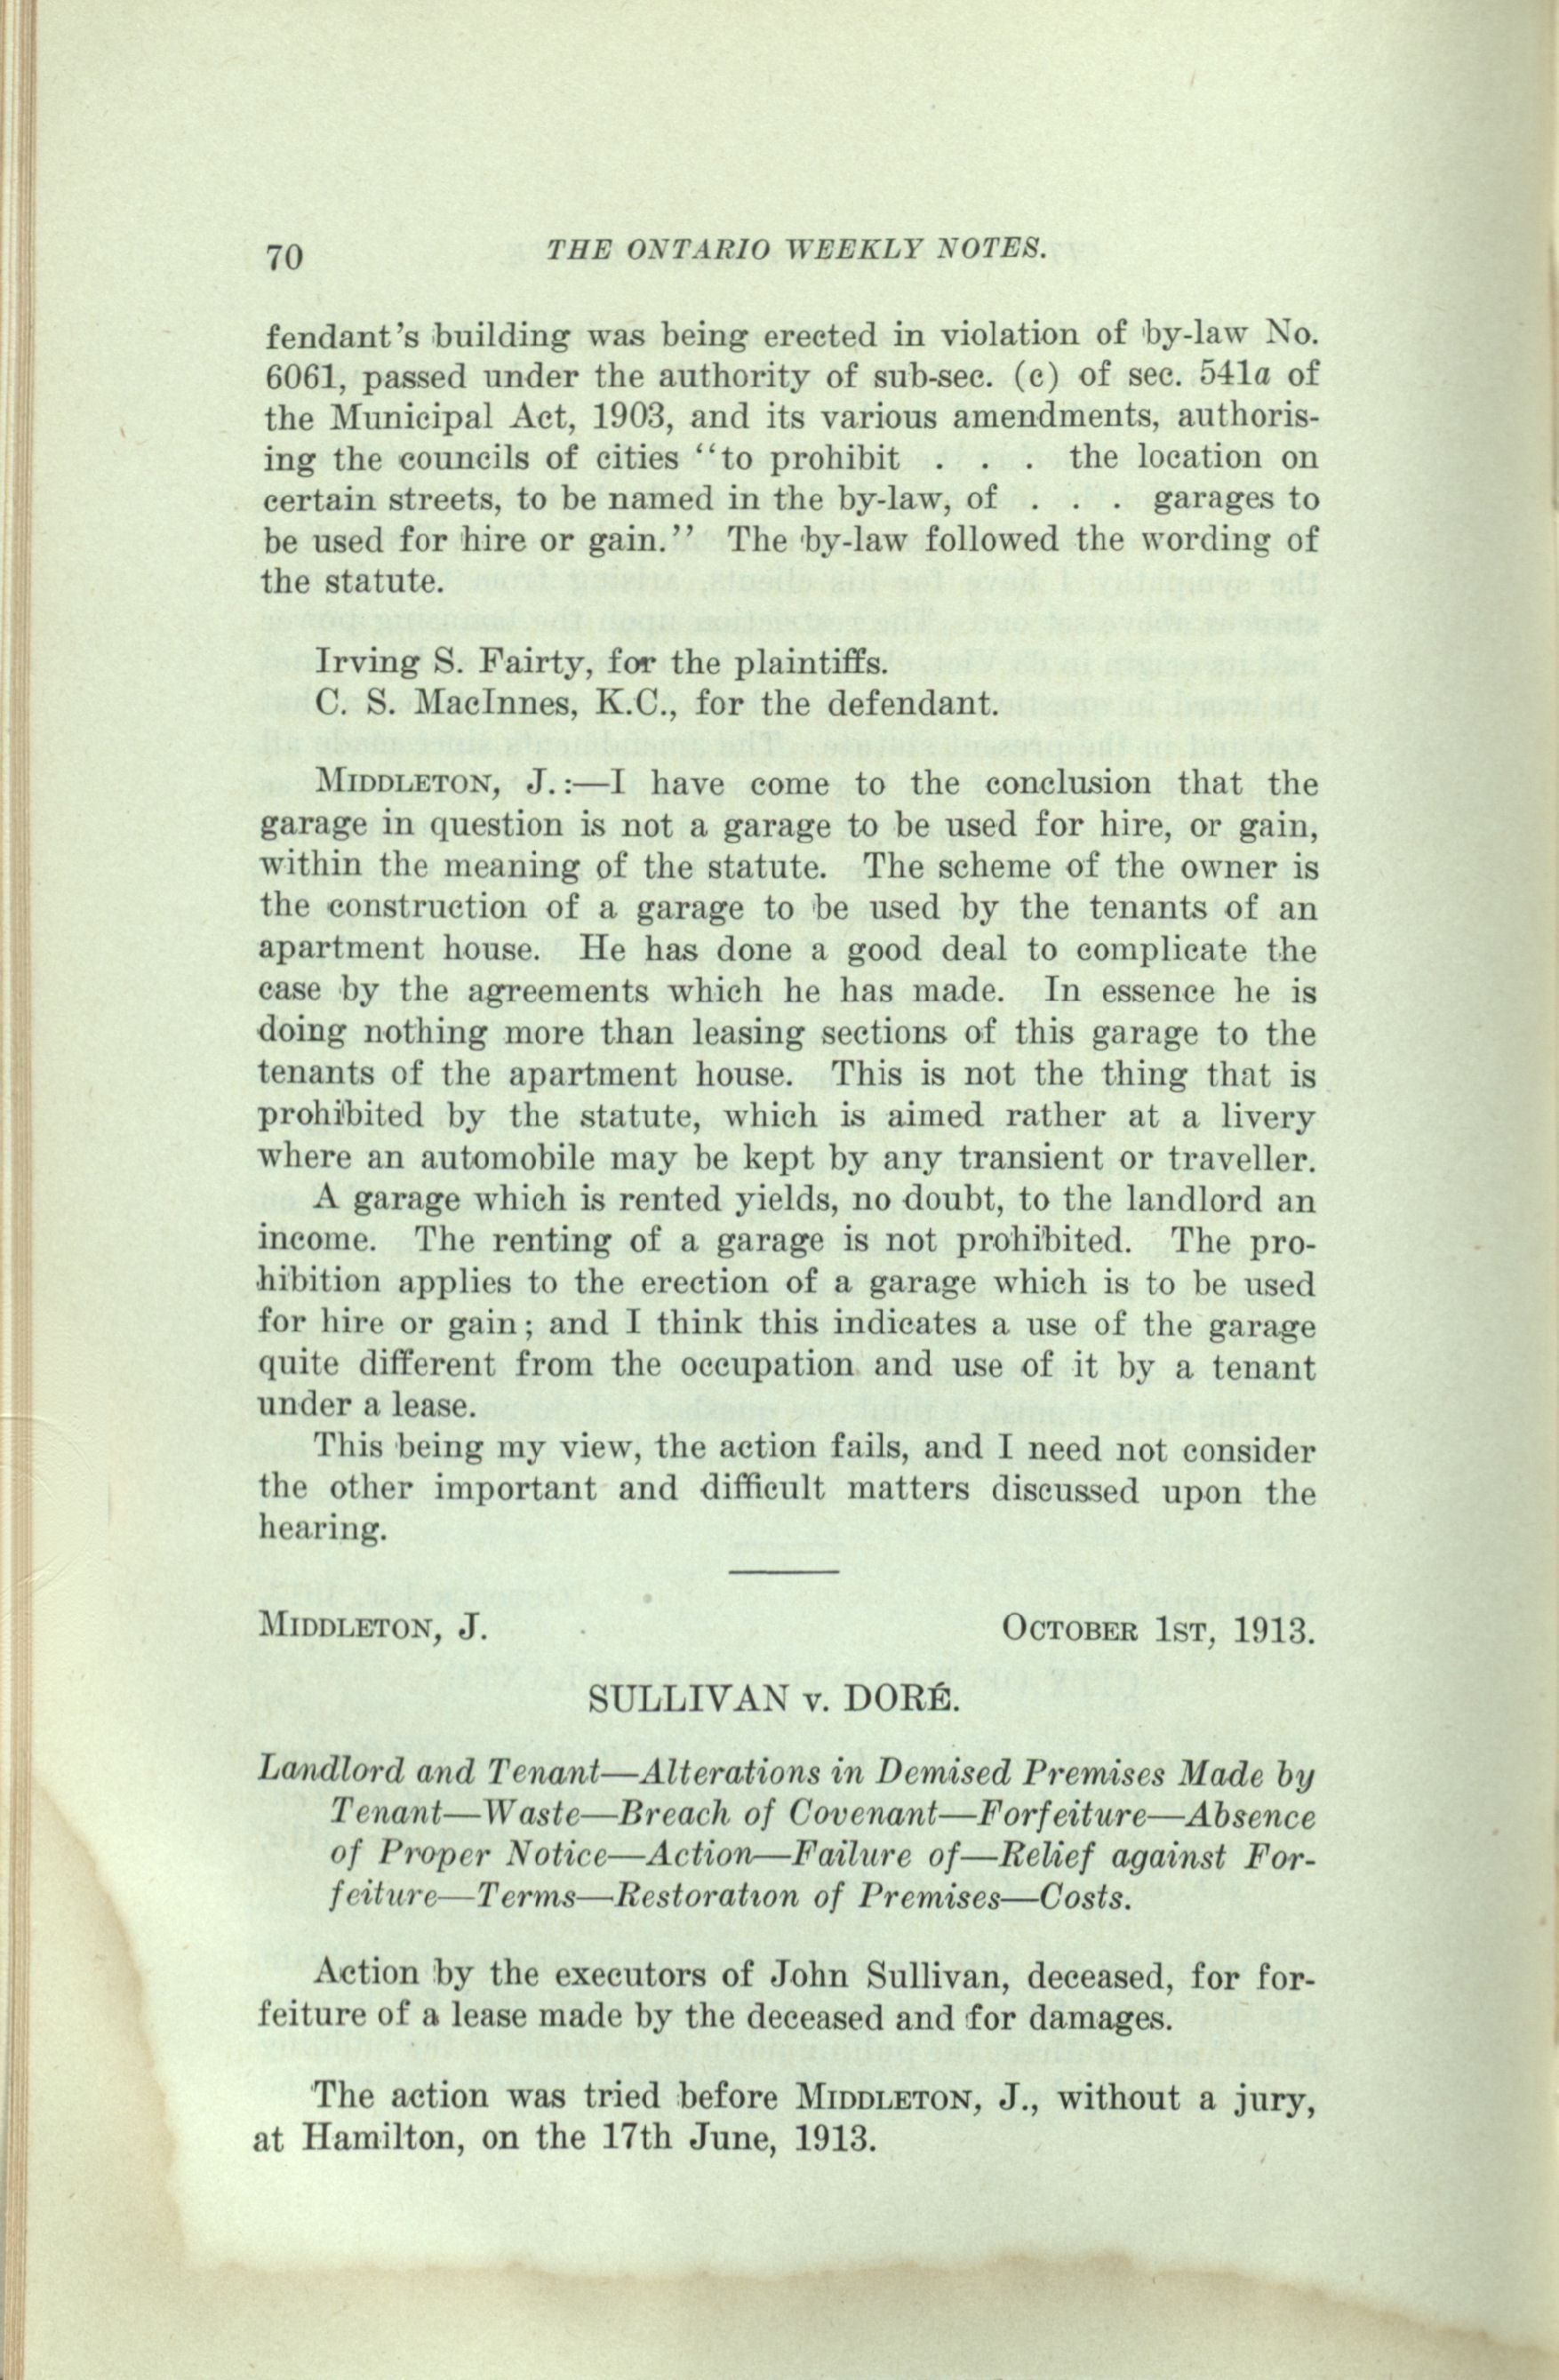 70 THE ONTARIO WEEKLY NOTES.
fendant's building was being erected in violation of by-law No.
6061, passed under the authority of sub-sec. (c) of sec. 541a of
the Municipal Act, 1903, and its various amendments, authoris-
ing the councils of cities "to prohibit . . . the location on
certain streets, to be named in the by-law, of . . . garages to
be used for hire or gain." The by-law followed the wording of
the statute.
Irving S. Fairty, for the plaintiffs.
C. S. MacInnes, K.C., for the defendant.
MIDDLETON, J.:—I have come to the conclusion that the
garage in question is not a garage to be used for hire, or gain,
within the meaning of the statute. The scheme of the owner is
the construction of a garage to be used by the tenants of an
apartment house. He has done a good deal to complicate the
case by the agreements which he has made. In essence he is
doing nothing more than leasing sections of this garage to the
tenants of the apartment house. This is not the thing that is
prohibited by the statute, which is aimed rather at a livery
where an automobile may be kept by any transient or traveller.
A garage which is rented yields, no doubt, to the landlord an
income. The renting of a garage is not prohibited. The pro-
hibition applies to the erection of a garage which is to be used
for hire or gain; and I think this indicates a use of the garage
quite different from the occupation and use of it by a tenant
under a lease.
This being my view, the action fails, and I need not consider
the other important and difficult matters discussed upon the
hearing.
MIDDLETON, J. OCTOBER 1ST, 1913.
SULLIVAN v. DORÉ.
Landlord and Tenant—Alterations in Demised Premises Made by
Tenant—Waste—Breach of Covenant—Forfeiture—Absence
of Proper Notice—Action—Failure of—Relief against For-
feiture—Terms—Restoration of Premises—Costs.
Action by the executors of John Sullivan, deceased, for for-
feiture of a lease made by the deceased and for damages.
The action was tried before MIDDLETON, J., without a jury,
at Hamilton, on the 17th June, 1913.